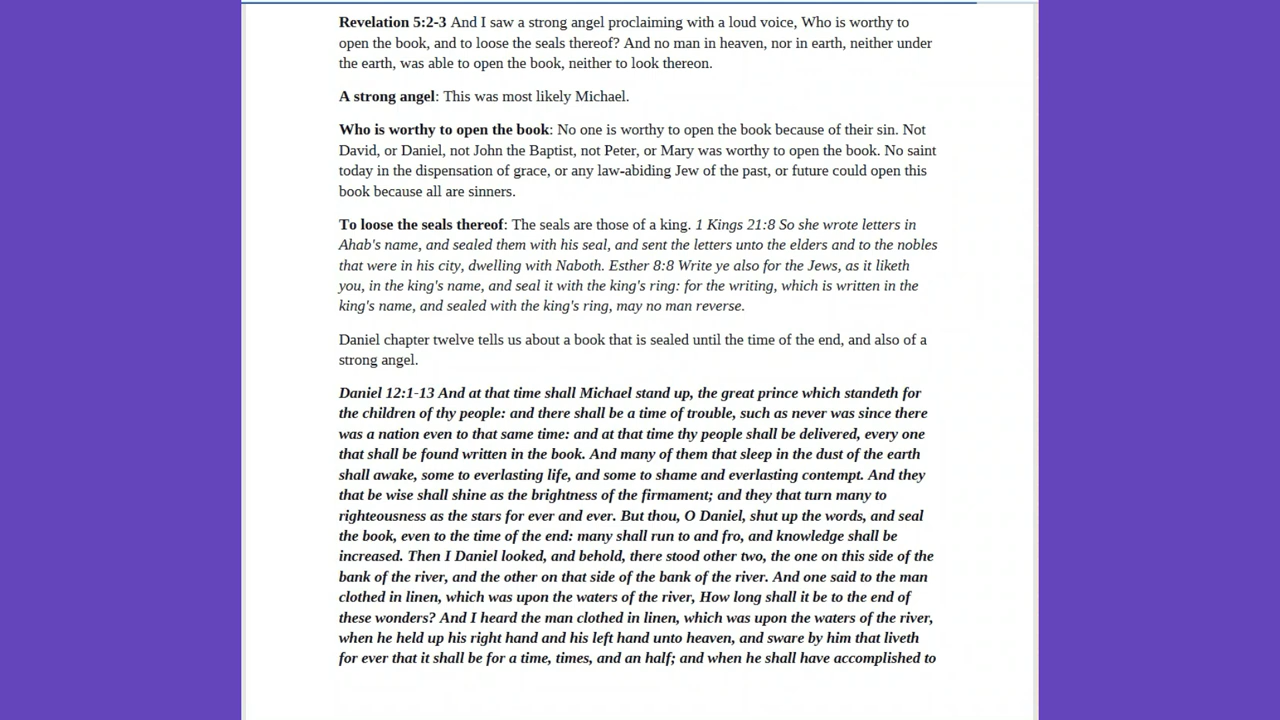 Revelation 5:2-3 And I saw a strong angel proclaiming with a loud voice, Who is worthy to
open the book, and to loose the seals thereof? And no man in heaven, nor in earth, neither under
the earth, was able to open the book, neither to look thereon.
A strong angel: This was most likely Michael.
Who is worthy to open the book: No one is worthy to open the book because of their sin. Not
David, or Daniel, not John the Baptist, not Peter, or Mary was worthy to open the book. No saint
today in the dispensation of grace, or any law-abiding Jew of the past, or future could open this
book because all are sinners.
To loose the seals thereof: The seals are those of a king. 1 Kings 21:8 So she wrote letters in
Ahab's name, and sealed them with his seal, and sent the letters unto the elders and to the nobles
that were in his city, dwelling with Naboth. Esther 8:8 Write ye also for the Jews, as it liketh
you, in the king's name, and seal it with the king's ring: for the writing, which is written in the
king's name, and sealed with the king's ring, may no man reverse.
Daniel chapter twelve tells us about a book that is sealed until the time of the end, and also of a
strong angel.
Daniel 12:1-13 And at that time shall Michael stand up, the great prince which standeth for
the children of thy people: and there shall be a time of trouble, such as never was since there
was a nation even to that same time: and at that time thy people shall be delivered, every one
that shall be found written in the book. And many of them that sleep in the dust of the earth
shall awake, some to everlasting life, and some to shame and everlasting contempt. And they
that be wise shall shine as the brightness of the firmament; and they that turn many to
righteousness as the stars for ever and ever. But thou, O Daniel, shut up the words, and seal
the book, even to the time of the end: many shall run to and fro, and knowledge shall be
increased. Then I Daniel looked, and behold, there stood other two, the one on this side of the
bank of the river, and the other on that side of the bank of the river. And one said to the man
clothed in linen, which was upon the waters of the river, How long shall it be to the end of
these wonders? And I heard the man clothed in linen, which was upon the waters of the river,
when he held up his right hand and his left hand unto heaven, and sware by him that liveth
for ever that it shall be for a time, times, and an half; and when he shall have accomplished to